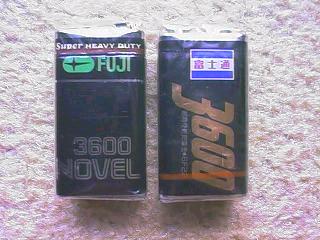 Super HEAVY DUTY
FUJI
3600
NOVEL
富士通
3600